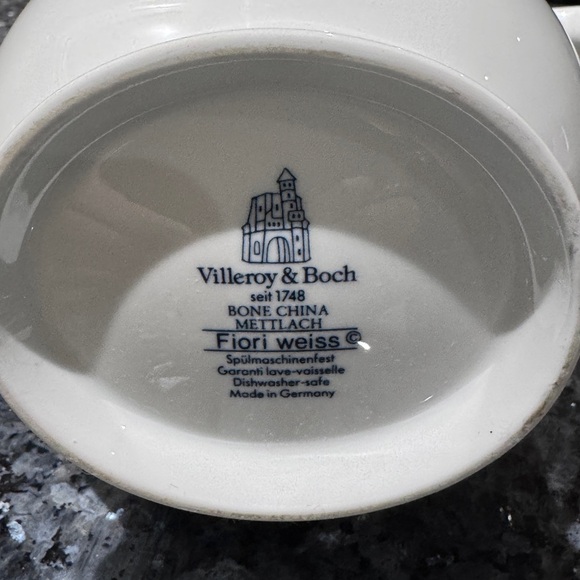 Villeroy & Boch
seit 1748
BONE CHINA
METTLACH
Fiori weiss ©
Spülmaschinenfest
Garanti lave-vaisselle
Dishwasher-safe
Made in Germany